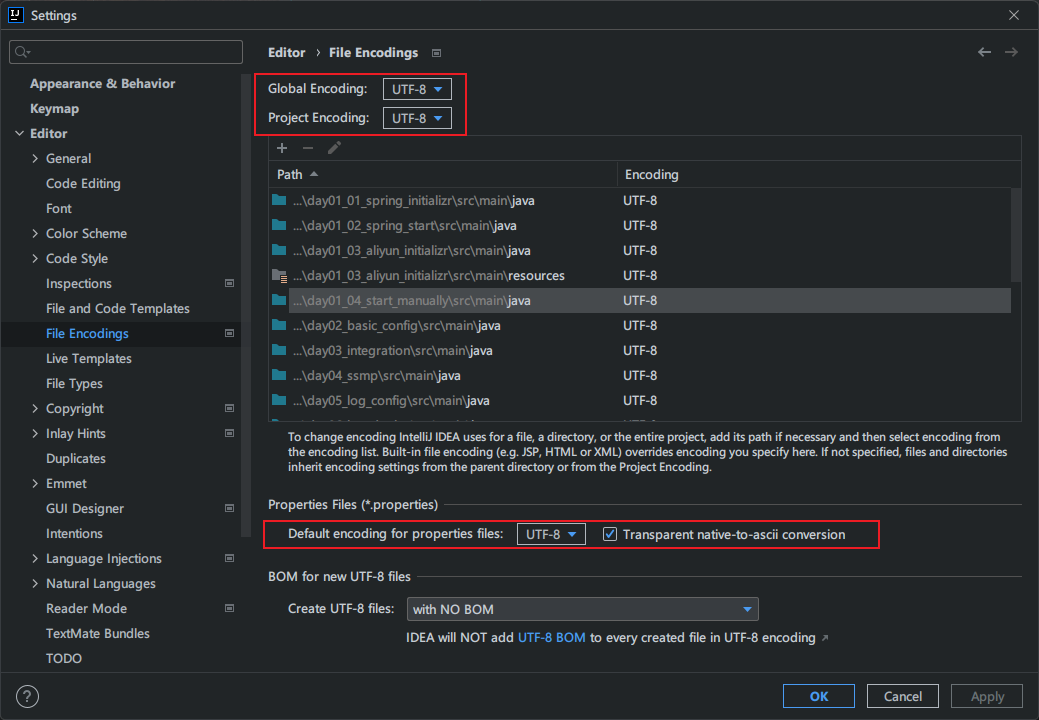 Settings
Editor › File Encodings
Appearance & Behavior
Keymap
Editor
General
Code Editing
Font
Color Scheme
Code Style
Inspections
File and Code Templates
File Encodings
Live Templates
File Types
Copyright
Inlay Hints
Duplicates
Emmet
GUI Designer
Intentions
Language Injections
Natural Languages
Reader Mode
TextMate Bundles
TODO
Global Encoding: UTF-8
Project Encoding: UTF-8
Path Encoding
...\day01_01_spring_initializr\src\main\java UTF-8
...\day01_02_spring_start\src\main\java UTF-8
...\day01_03_aliyun_initializr\src\main\java UTF-8
...\day01_03_aliyun_initializr\src\main\resources UTF-8
...\day01_04_start_manually\src\main\java UTF-8
...\day02_basic_config\src\main\java UTF-8
...\day03_integration\src\main\java UTF-8
...\day04_ssmp\src\main\java UTF-8
...\day05_log_config\src\main\java UTF-8
To change encoding IntelliJ IDEA uses for a file, a directory, or the entire project, add its path if necessary and then select encoding from
the encoding list. Built-in file encoding (e.g. JSP, HTML or XML) overrides encoding you specify here. If not specified, files and directories
inherit encoding settings from the parent directory or from the Project Encoding.
Properties Files (*.properties)
Default encoding for properties files: UTF-8 Transparent native-to-ascii conversion
BOM for new UTF-8 files
Create UTF-8 files: with NO BOM
IDEA will NOT add UTF-8 BOM to every created file in UTF-8 encoding ↗
? OK Cancel Apply